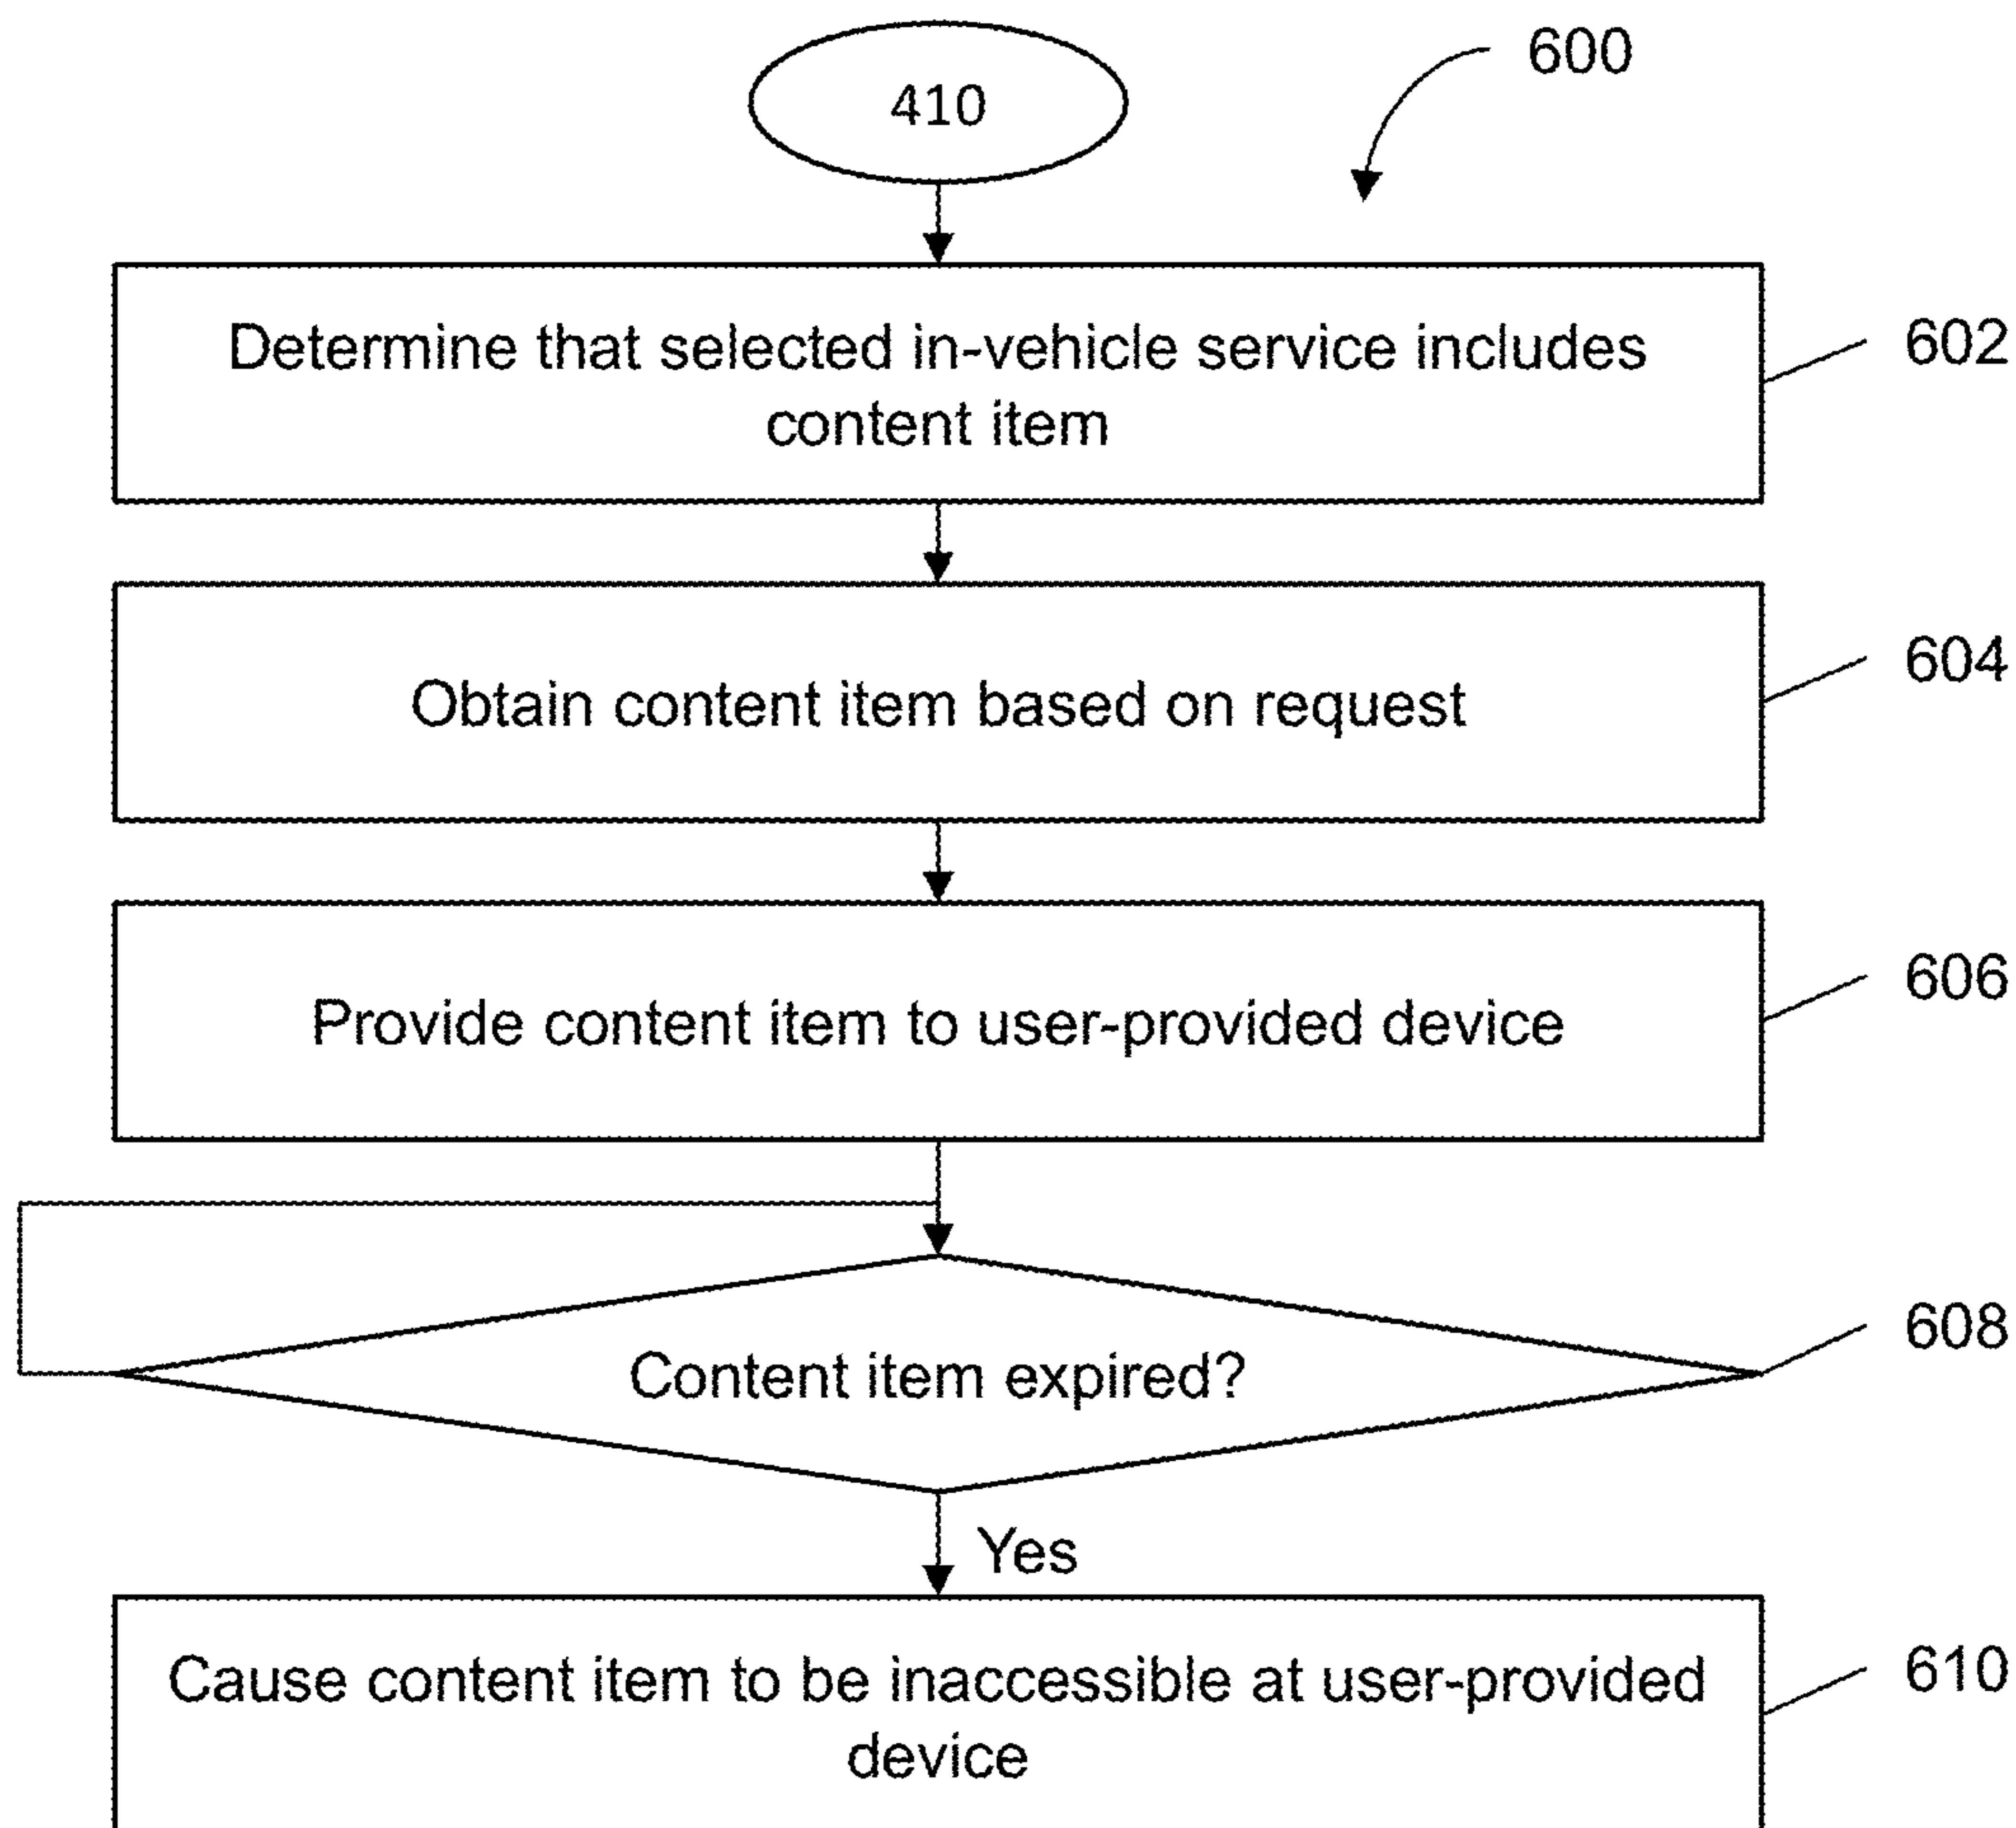 410
600
Determine that selected in-vehicle service includes
content item
602
Obtain content item based on request
604
Provide content item to user-provided device
606
Content item expired?
608
Yes
Cause content item to be inaccessible at user-provided
device
610